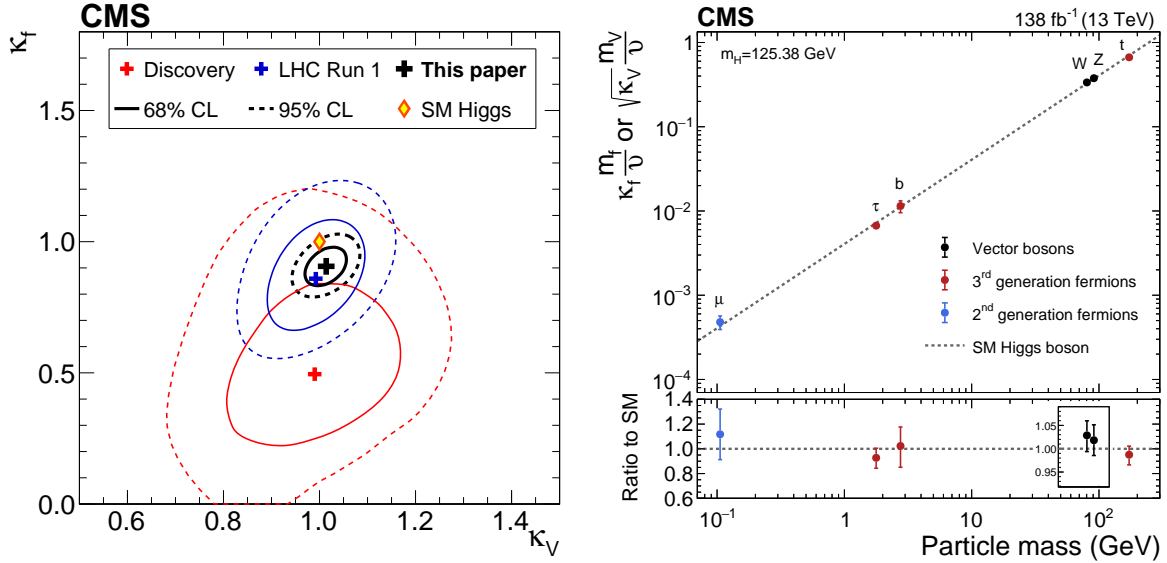 CMS
κf
Discovery
LHC Run 1
This paper
68% CL
95% CL
SM Higgs
1.5
1.0
0.5
0.0
0.6 0.8 1.0 1.2 1.4
κV
CMS
138 fb⁻¹ (13 TeV)
mH=125.38 GeV
κf mf/υ or √κV mV/υ
1
10⁻¹
10⁻²
10⁻³
10⁻⁴
μ
τ
b
W
Z
t
Vector bosons
3rd generation fermions
2nd generation fermions
SM Higgs boson
Ratio to SM
1.4
1.2
1.0
0.8
0.6
1.05
1.00
0.95
10⁻¹ 1 10 10²
Particle mass (GeV)